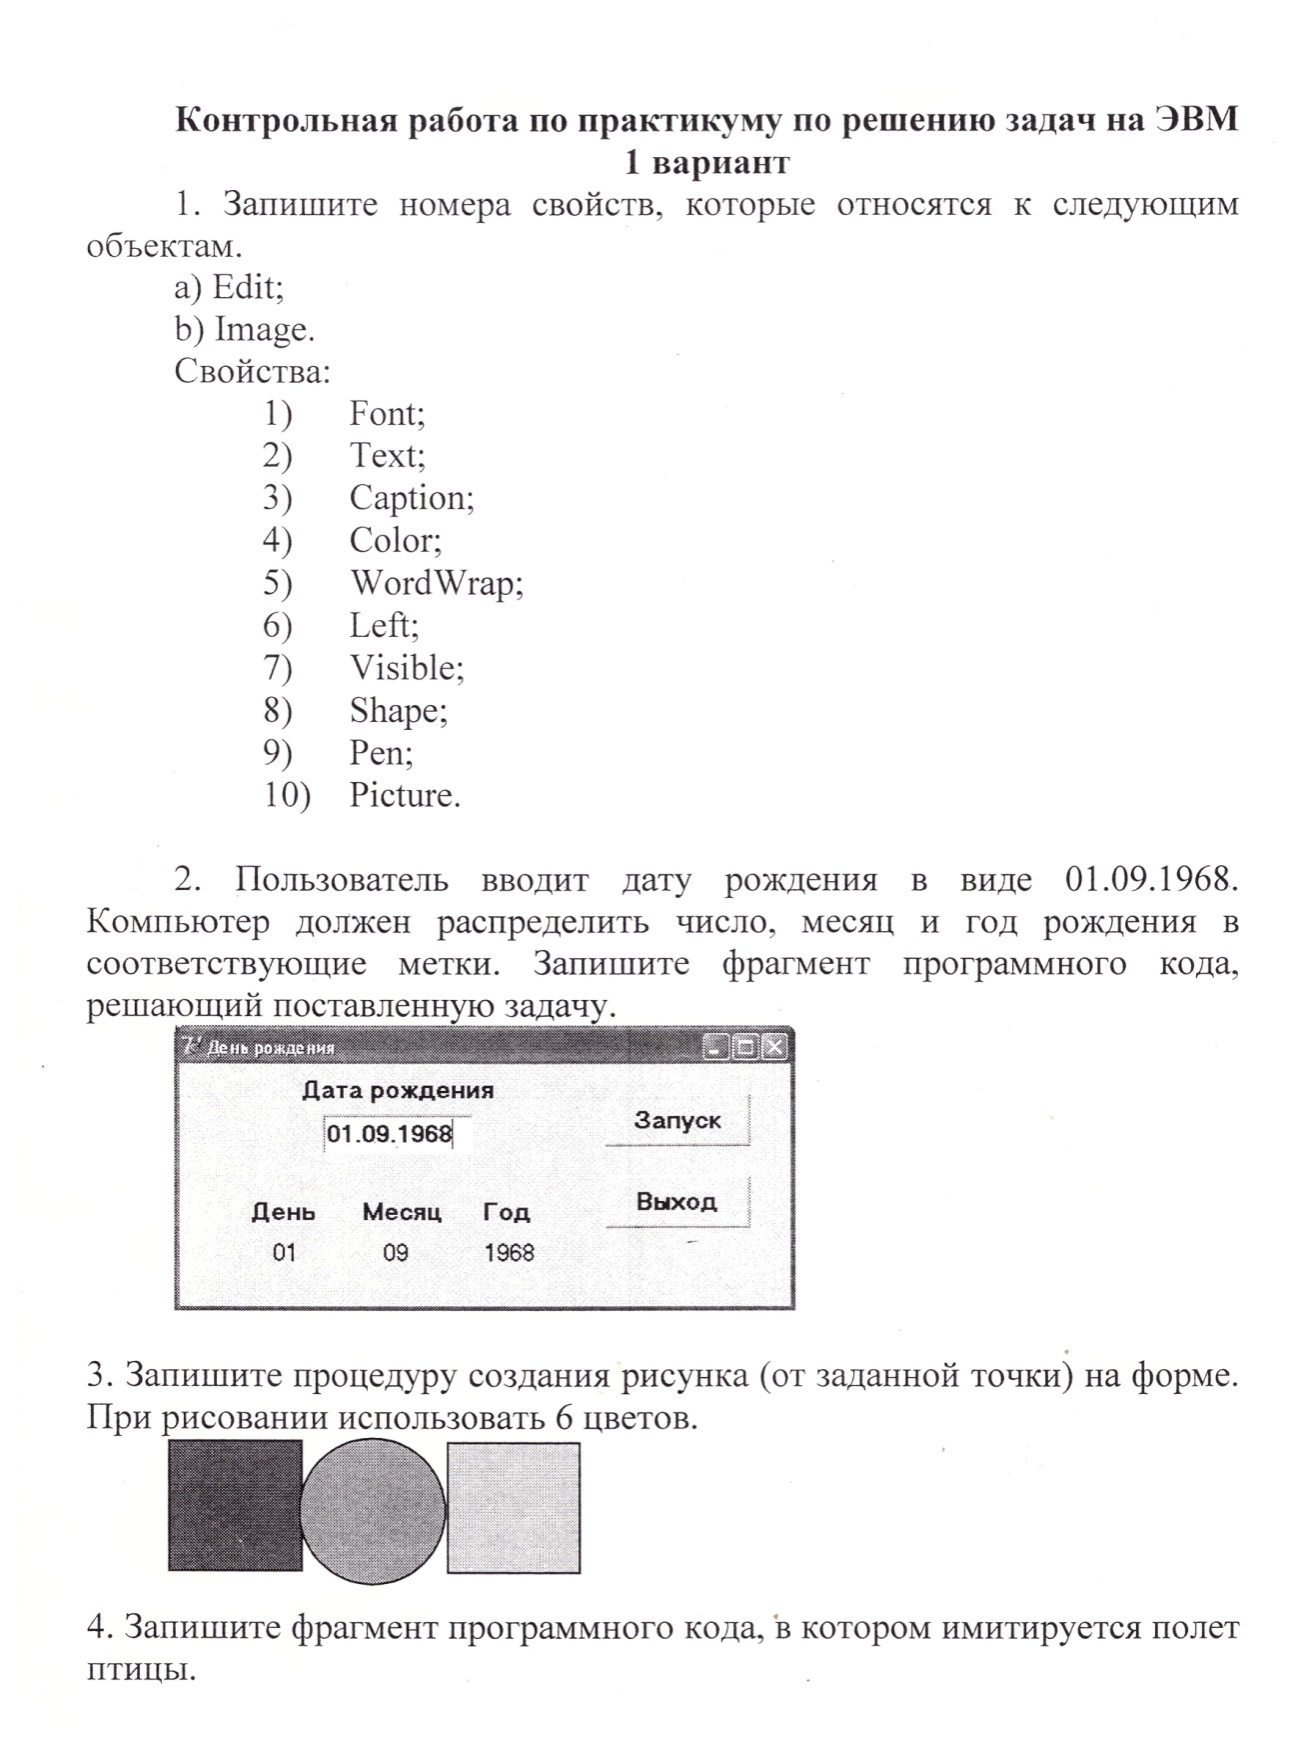 Контрольная работа по практикуму по решению задач на ЭВМ
1 вариант
1. Запишите номера свойств, которые относятся к следующим
объектам.
a) Edit;
b) Image.
Свойства:
1) Font;
2) Text;
3) Caption;
4) Color;
5) WordWrap;
6) Left;
7) Visible;
8) Shape;
9) Pen;
10) Picture.
2. Пользователь вводит дату рождения в виде 01.09.1968.
Компьютер должен распределить число, месяц и год рождения в
соответствующие метки. Запишите фрагмент программного кода,
решающий поставленную задачу.
День рождения
Дата рождения
Запуск
01.09.1968
Выход
День Месяц Год
01 09 1968
3. Запишите процедуру создания рисунка (от заданной точки) на форме.
При рисовании использовать 6 цветов.
4. Запишите фрагмент программного кода, в котором имитируется полет
птицы.